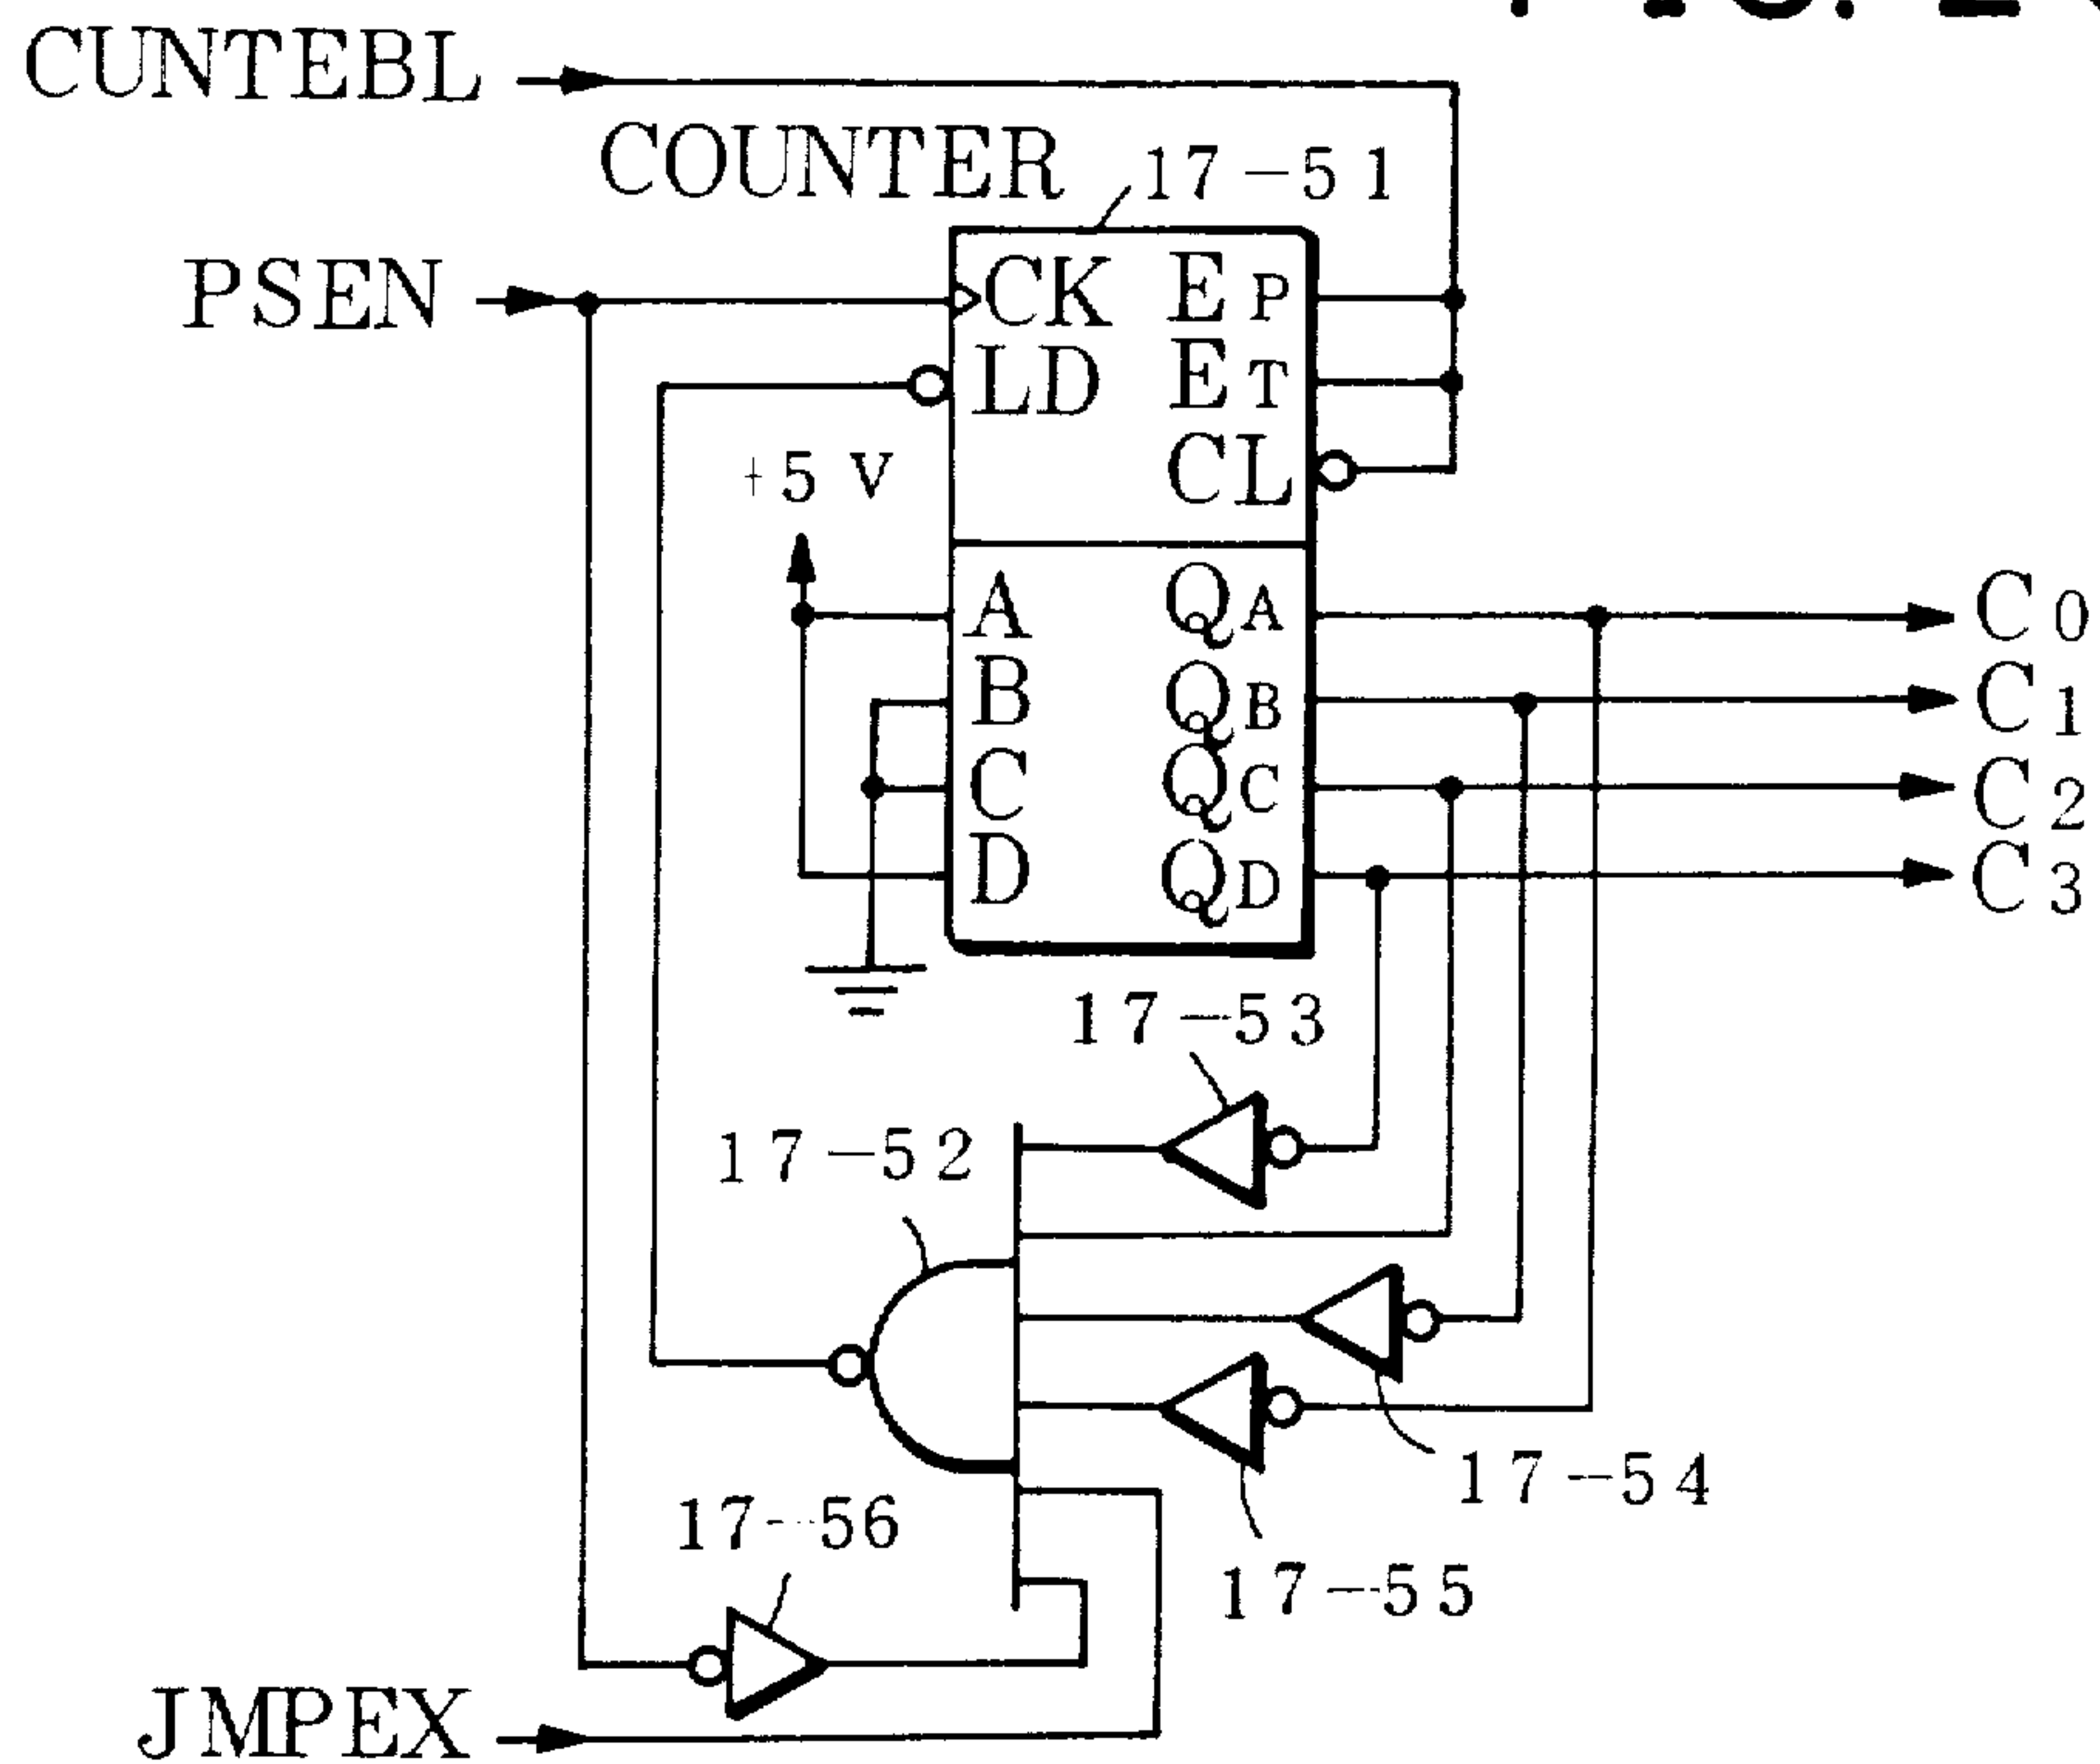 CUNTEBL
COUNTER 17-51
PSEN
CK EP
LD ET
CL
+5V
A QA C0
B QB C1
C QC C2
D QD C3
17-53
17-52
17-54
17-56
17-55
JMPEX